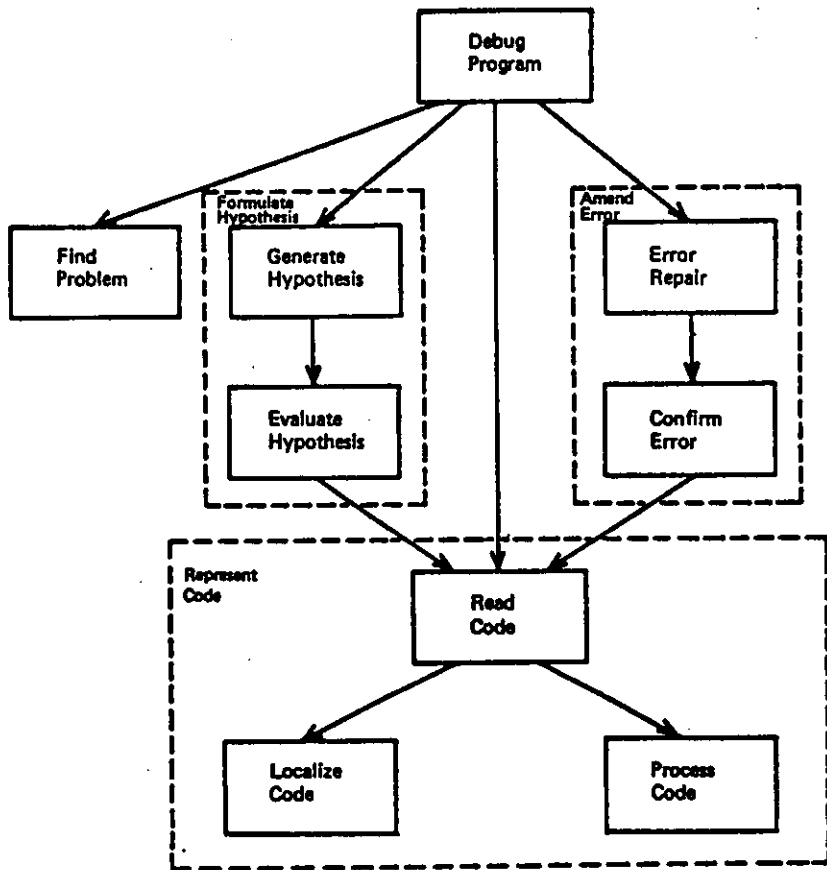 Debug
Program
Formulate
Hypothesis
Amend
Error
Find
Problem
Generate
Hypothesis
Error
Repair
Evaluate
Hypothesis
Confirm
Error
Represent
Code
Read
Code
Localize
Code
Process
Code